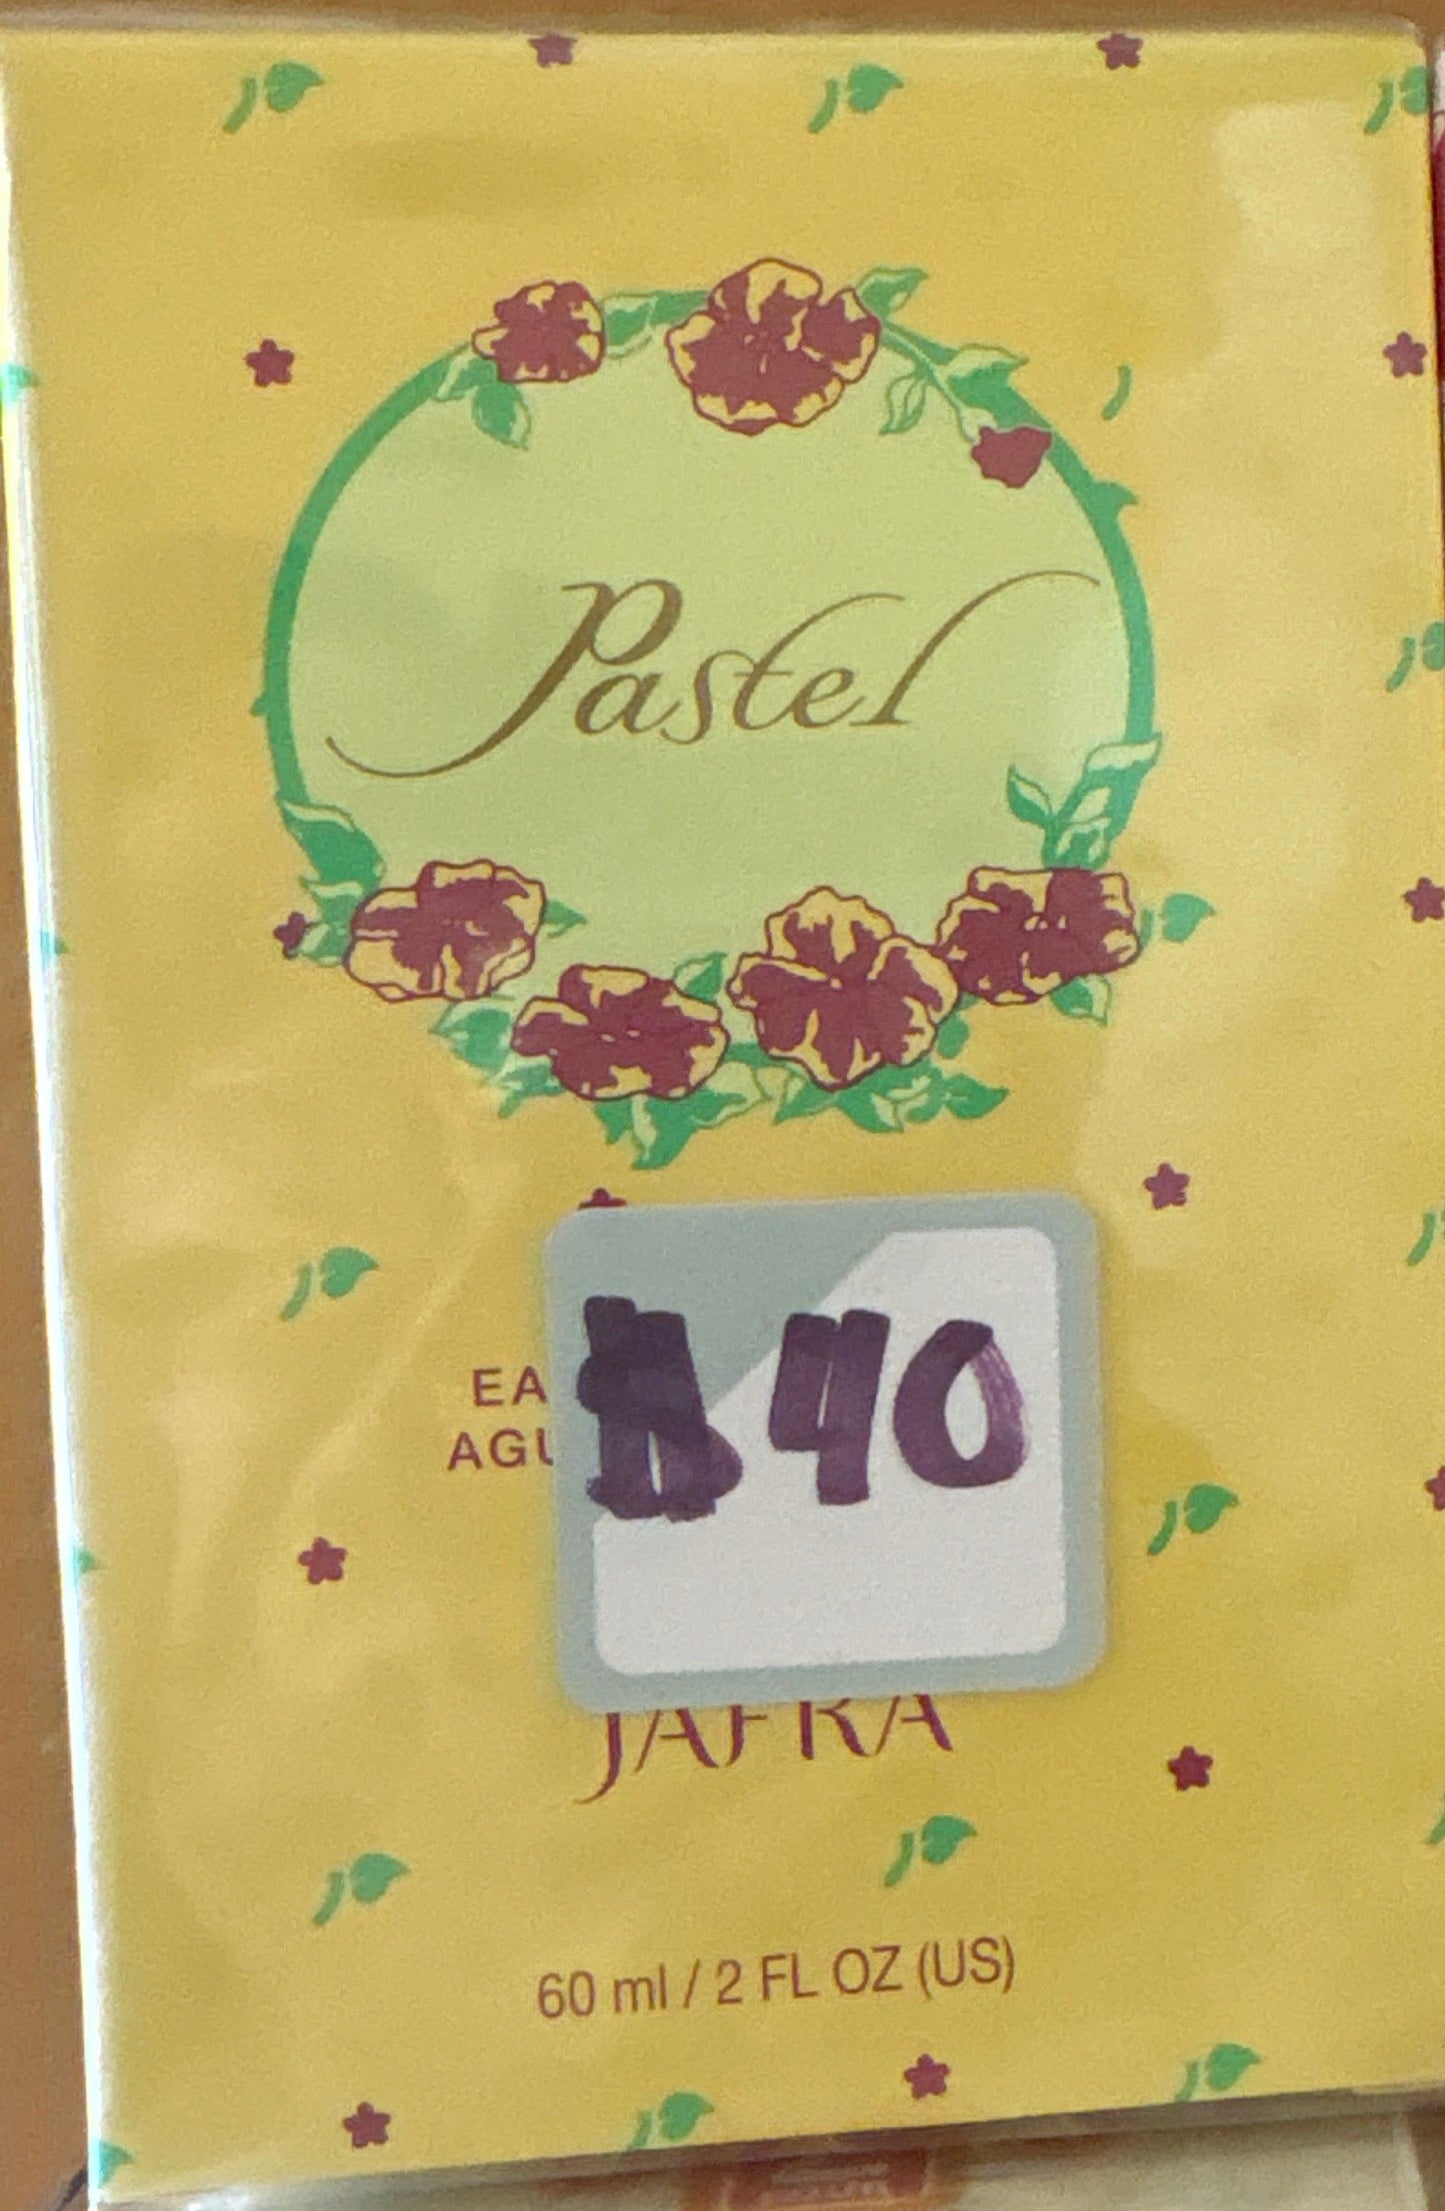 Pastel
EA
AGU
$40
JAFRA
60 ml / 2 FL OZ (US)